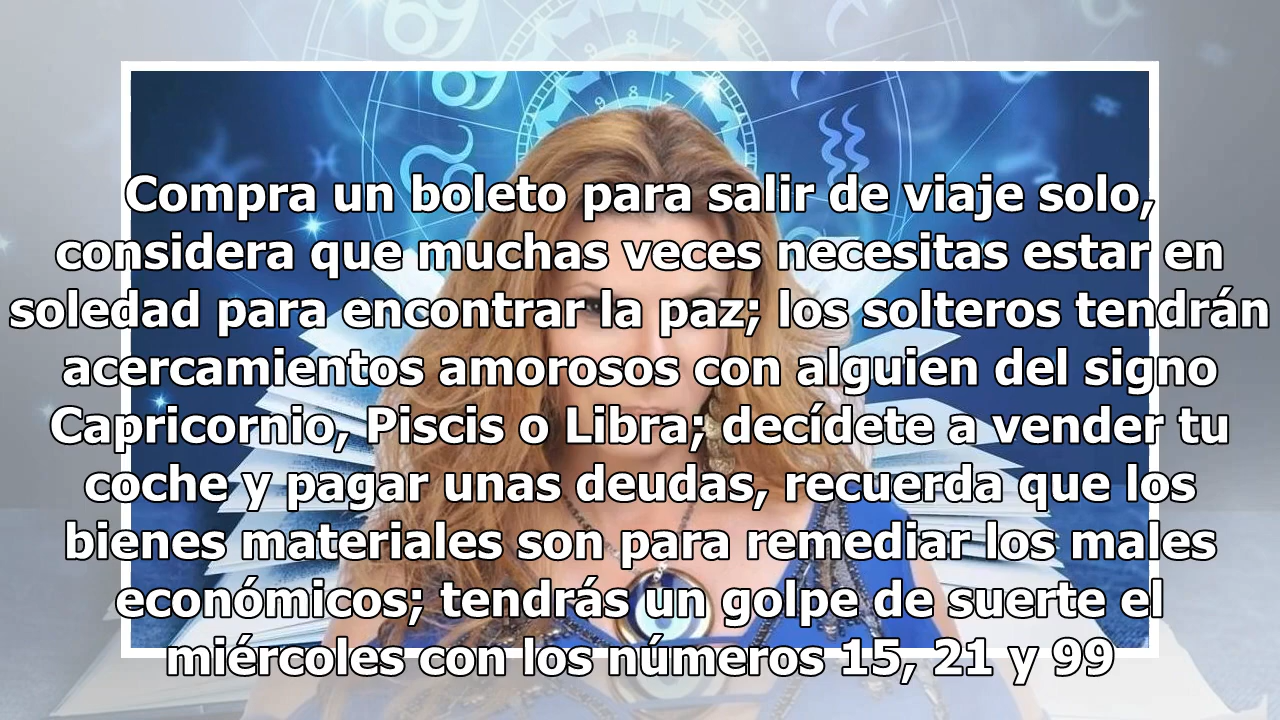 Compra un boleto para salir de viaje solo,
considera que muchas veces necesitas estar en
soledad para encontrar la paz; los solteros tendrán
acercamientos amorosos con alguien del signo
Capricornio, Piscis o Libra; decídete a vender tu
coche y pagar unas deudas, recuerda que los
bienes materiales son para remediar los males
económicos; tendrás un golpe de suerte el
miércoles con los números 15, 21 y 99